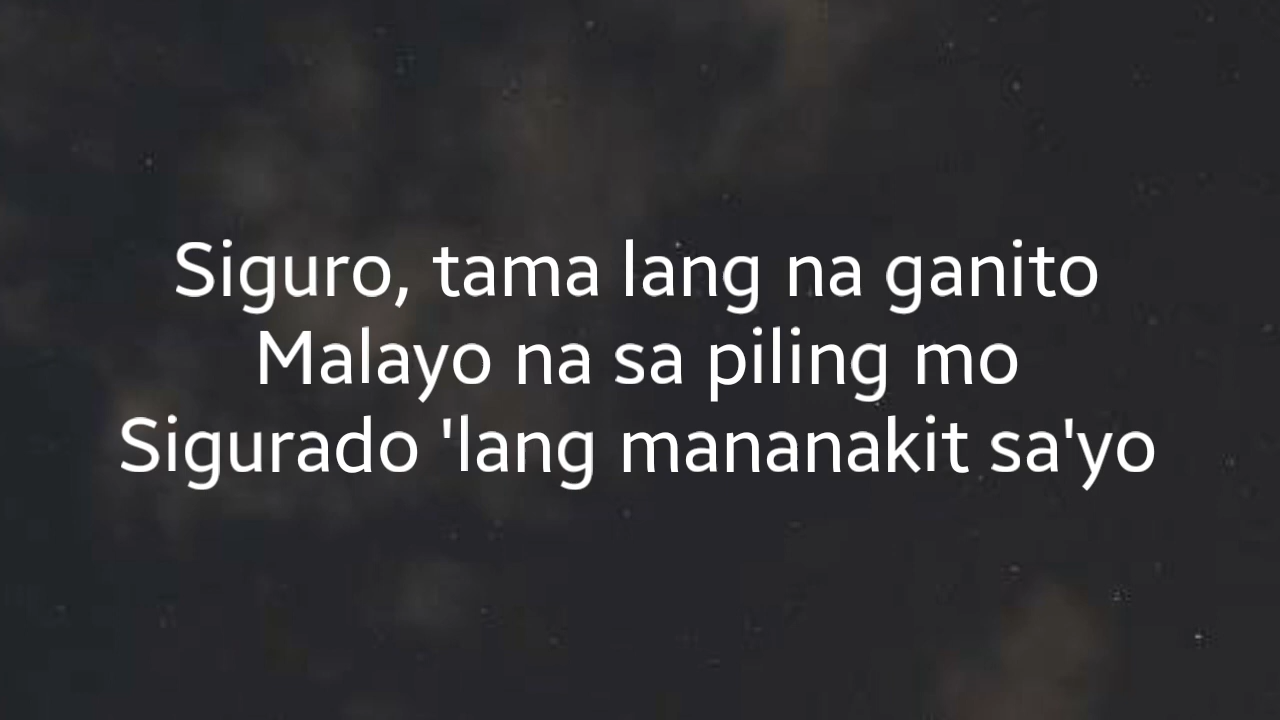 Siguro, tama lang na ganito
Malayo na sa piling mo
Sigurado 'lang mananakit sa'yo